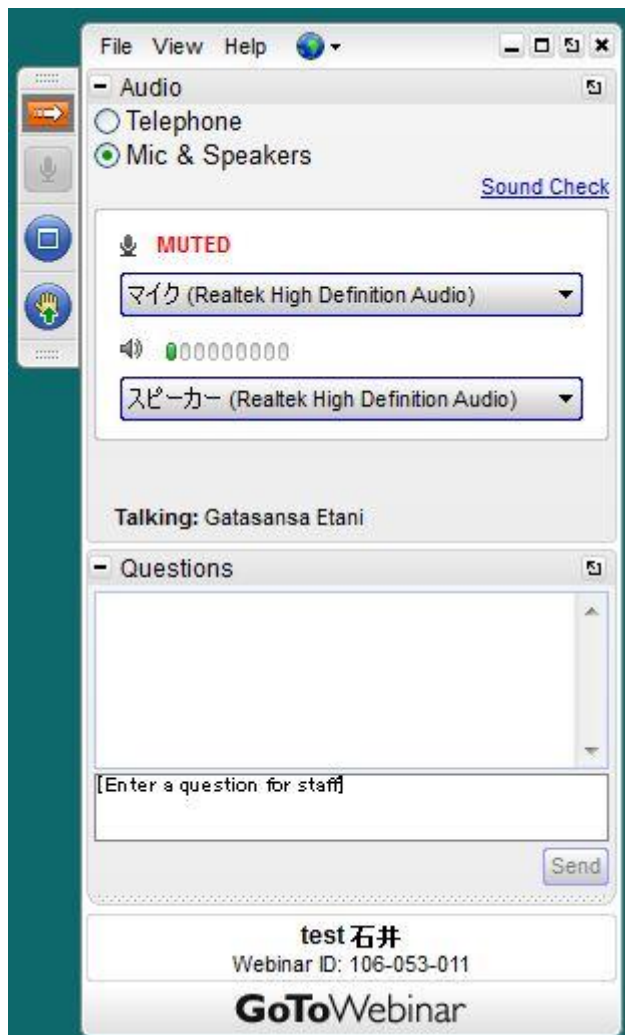 File View Help
Audio
Telephone
Mic & Speakers
Sound Check
MUTED
マイク (Realtek High Definition Audio)
スピーカー (Realtek High Definition Audio)
Talking: Gatasansa Etani
Questions
[Enter a question for staff]
Send
test 石井
Webinar ID: 106-053-011
GoToWebinar